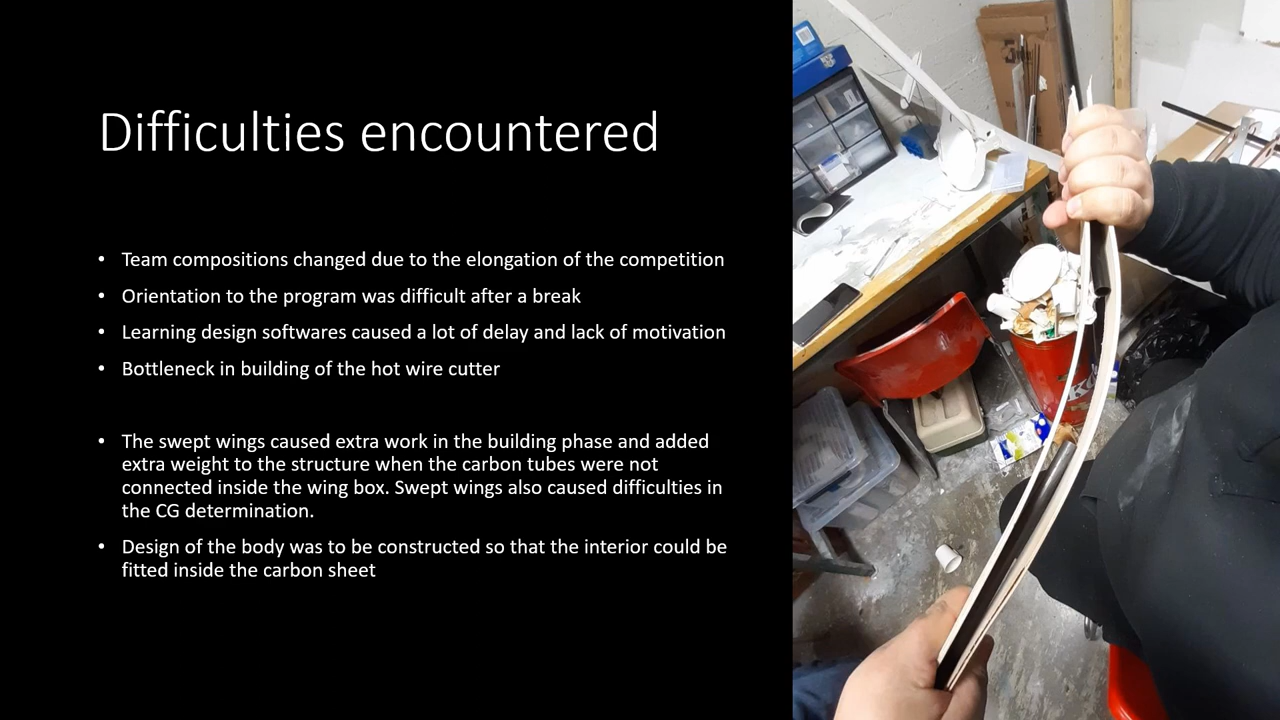 Difficulties encountered
• Team compositions changed due to the elongation of the competition
• Orientation to the program was difficult after a break
• Learning design softwares caused a lot of delay and lack of motivation
• Bottleneck in building of the hot wire cutter
• The swept wings caused extra work in the building phase and added
extra weight to the structure when the carbon tubes were not
connected inside the wing box. Swept wings also caused difficulties in
the CG determination.
• Design of the body was to be constructed so that the interior could be
fitted inside the carbon sheet